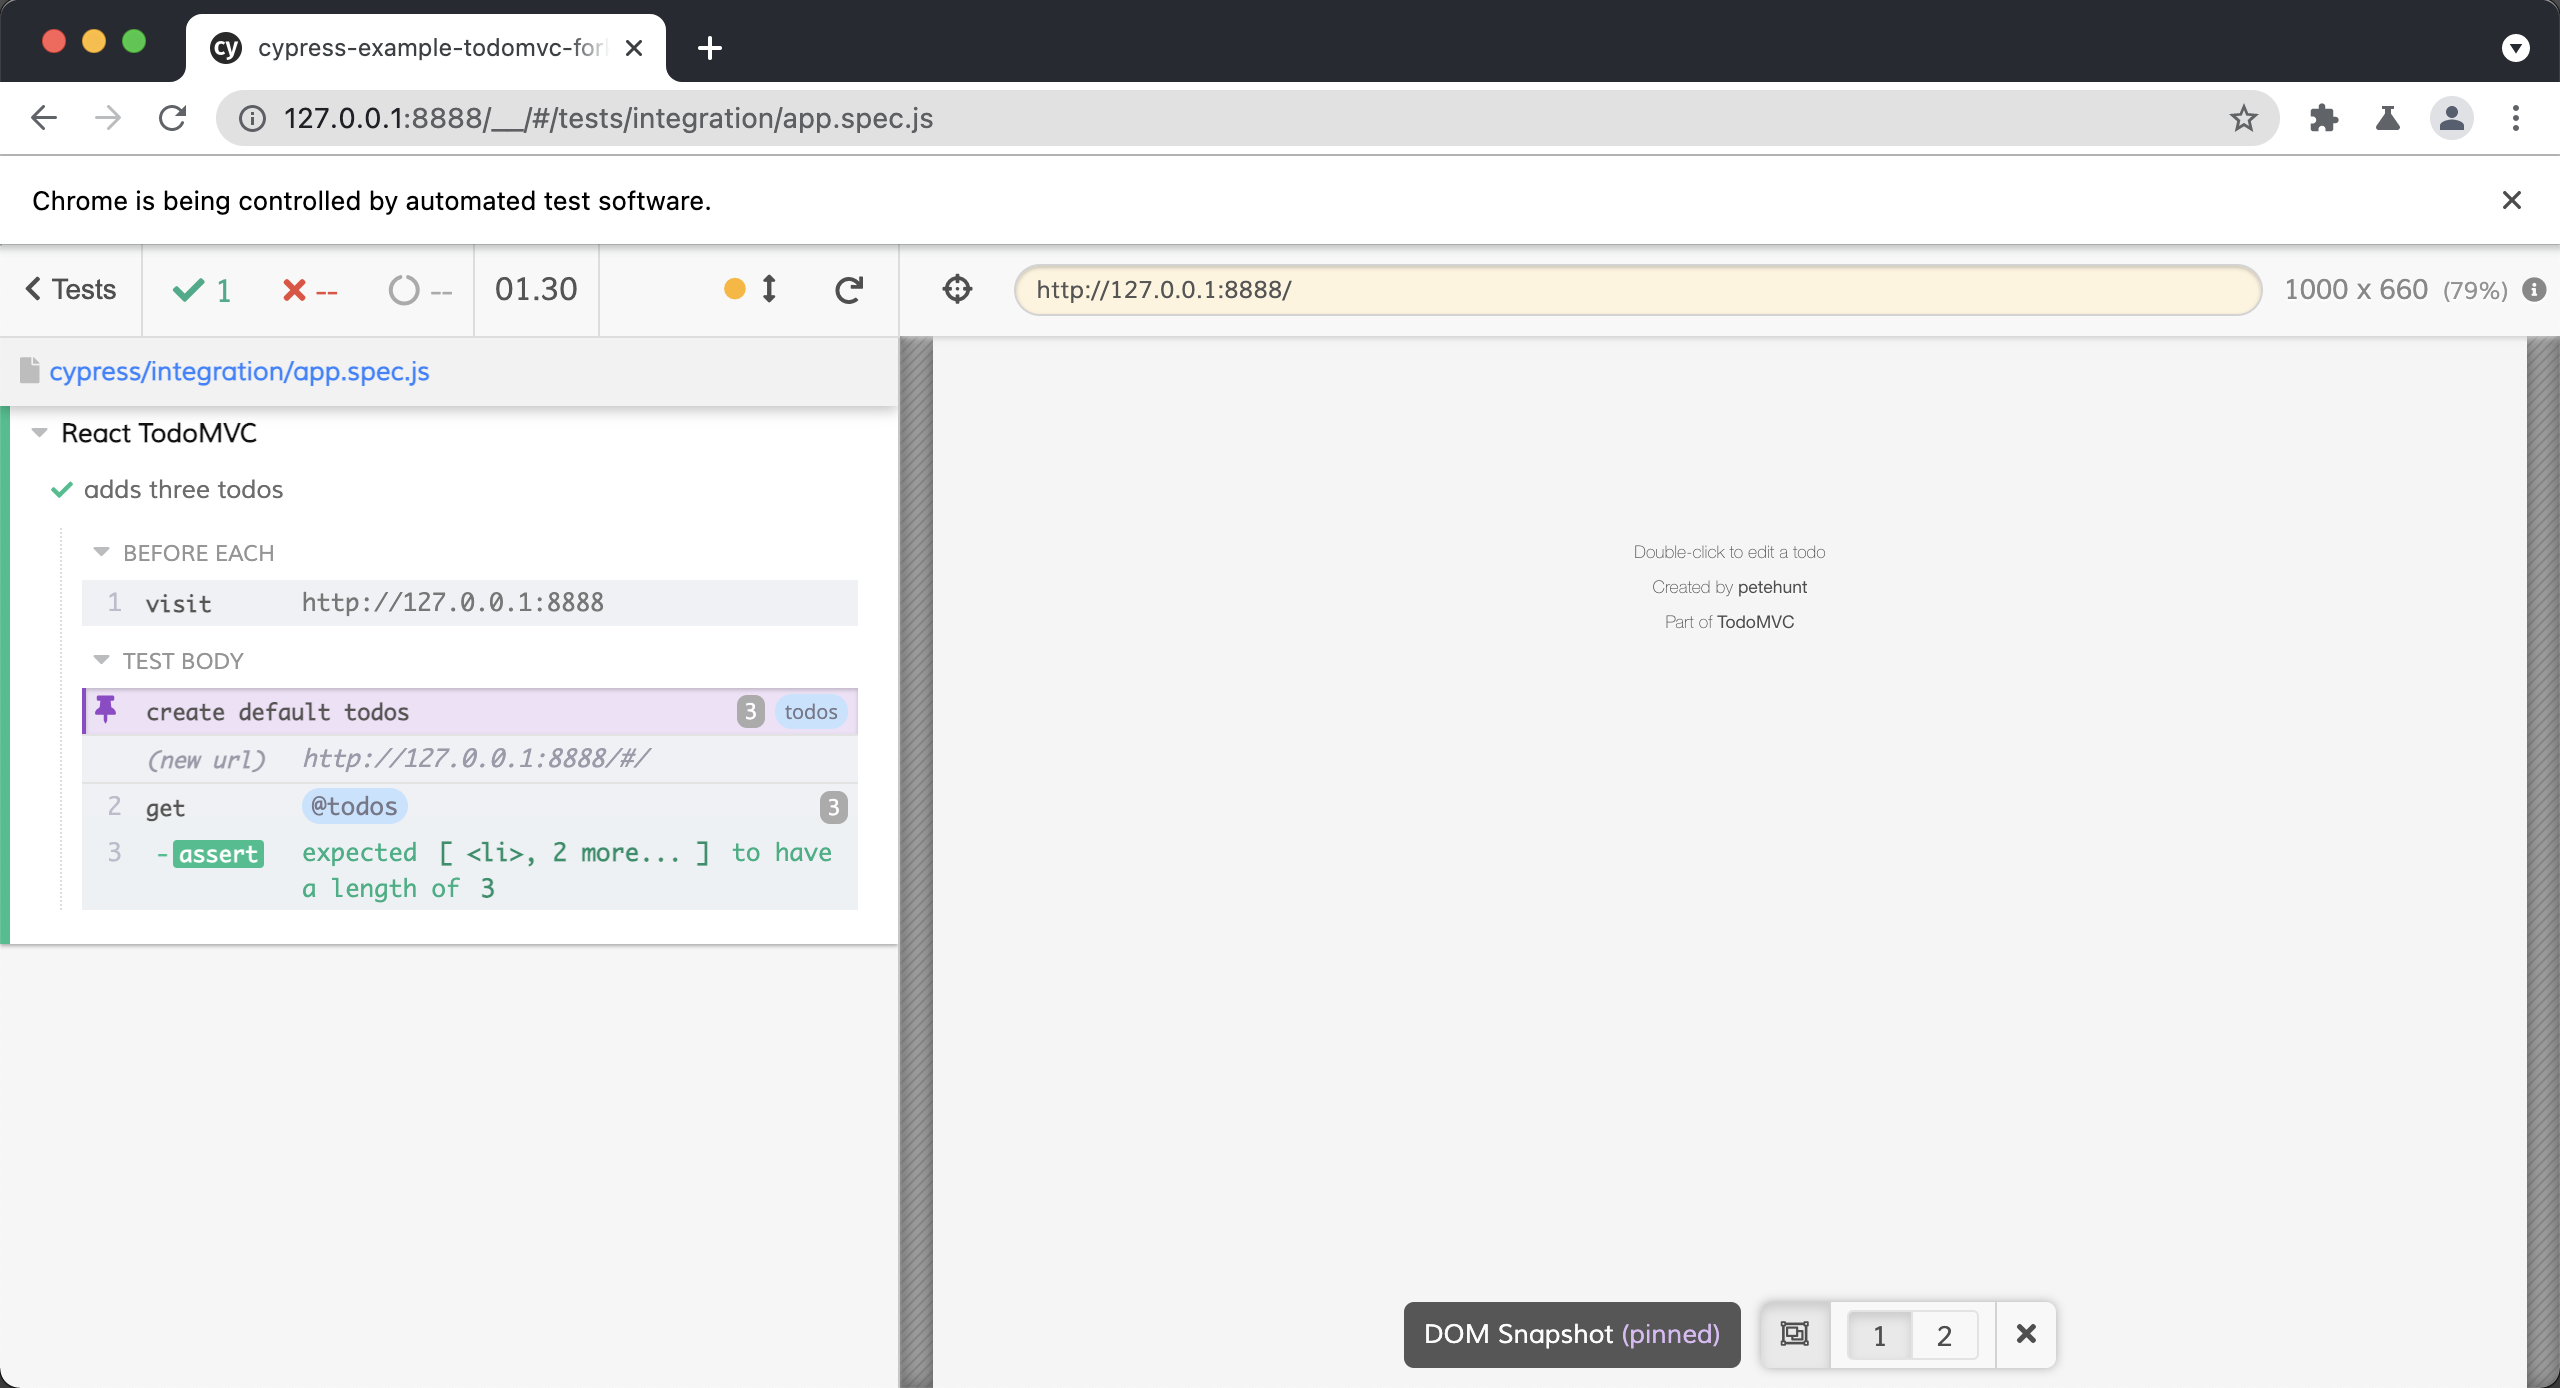 cy cypress-example-todomvc-for
127.0.0.1:8888/__/#/tests/integration/app.spec.js
Chrome is being controlled by automated test software.
Tests 1 -- -- 01.30
http://127.0.0.1:8888/ 1000 x 660 (79%)
cypress/integration/app.spec.js
React TodoMVC
adds three todos
BEFORE EACH
1 visit http://127.0.0.1:8888
TEST BODY
create default todos 3 todos
(new url) http://127.0.0.1:8888/#/
2 get @todos 3
3 -assert expected [ <li>, 2 more... ] to have
a length of 3
Double-click to edit a todo
Created by petehunt
Part of TodoMVC
DOM Snapshot (pinned) 1 2